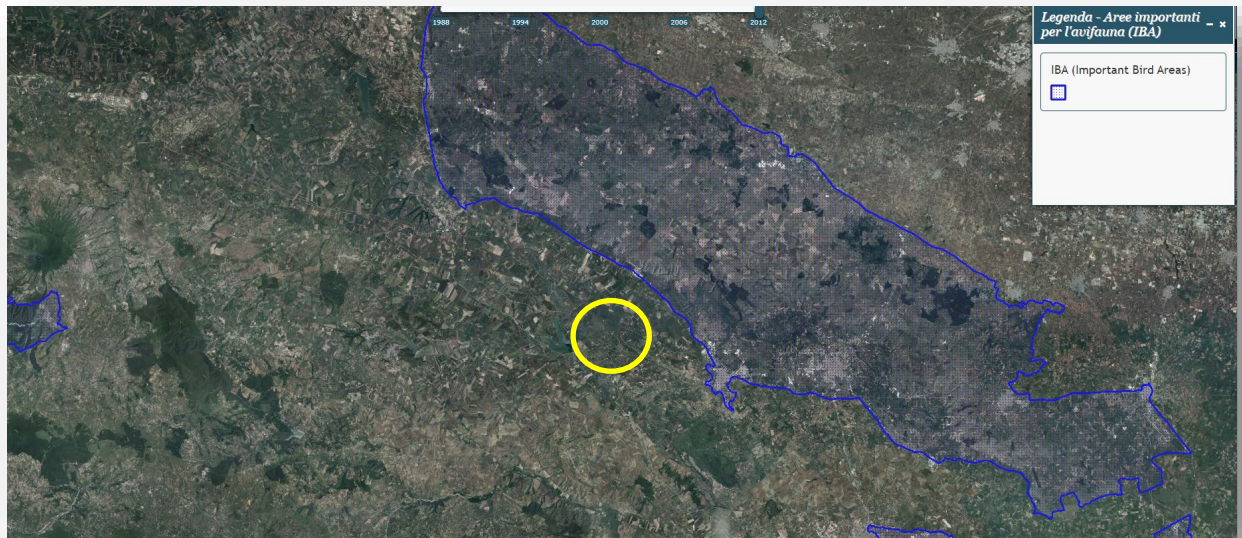 1988 1994 2000 2006 2012
Legenda - Aree importanti
per l'avifauna (IBA)
– ×
IBA (Important Bird Areas)